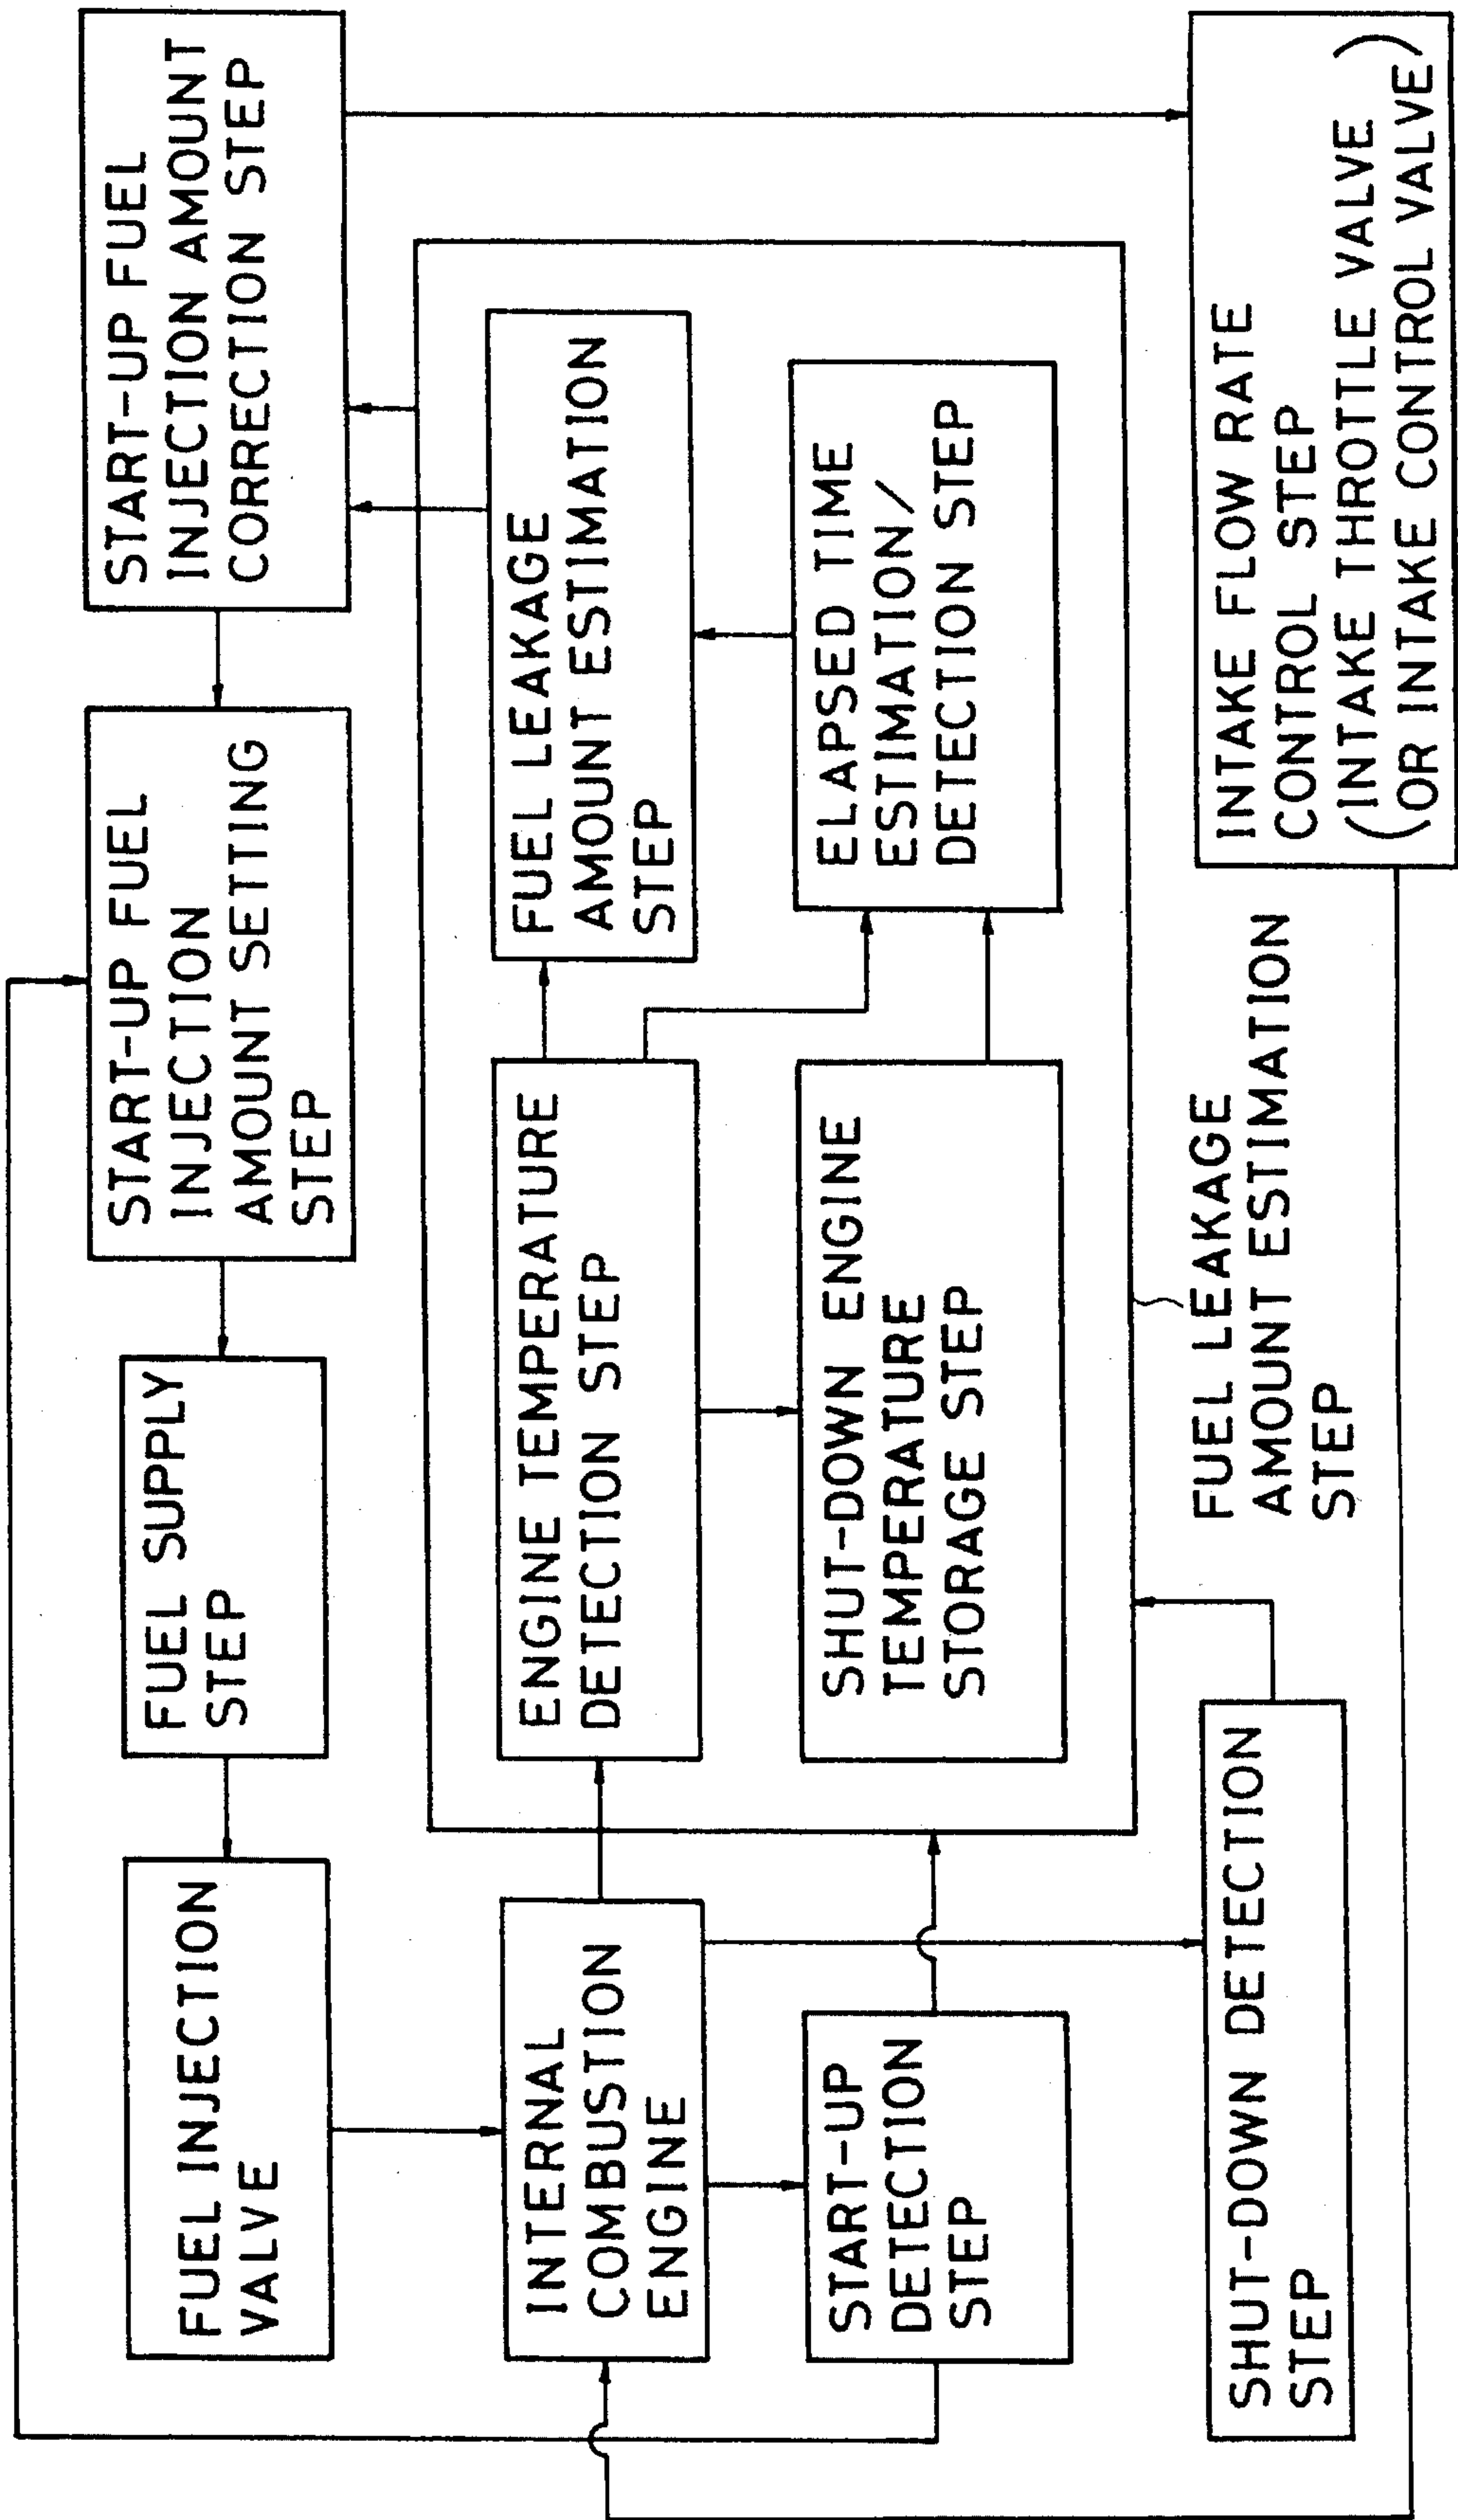 FUEL INJECTION
VALVE
FUEL SUPPLY
STEP
START-UP FUEL
INJECTION
AMOUNT SETTING
STEP
START-UP FUEL
INJECTION AMOUNT
CORRECTION STEP
INTERNAL
COMBUSTION
ENGINE
ENGINE TEMPERATURE
DETECTION STEP
FUEL LEAKAGE
AMOUNT ESTIMATION
STEP
START-UP
DETECTION
STEP
SHUT-DOWN ENGINE
TEMPERATURE
STORAGE STEP
ELAPSED TIME
ESTIMATION/
DETECTION STEP
SHUT-DOWN DETECTION
STEP
FUEL LEAKAGE
AMOUNT ESTIMATION
STEP
INTAKE FLOW RATE
CONTROL STEP
(INTAKE THROTTLE VALVE
OR INTAKE CONTROL VALVE)